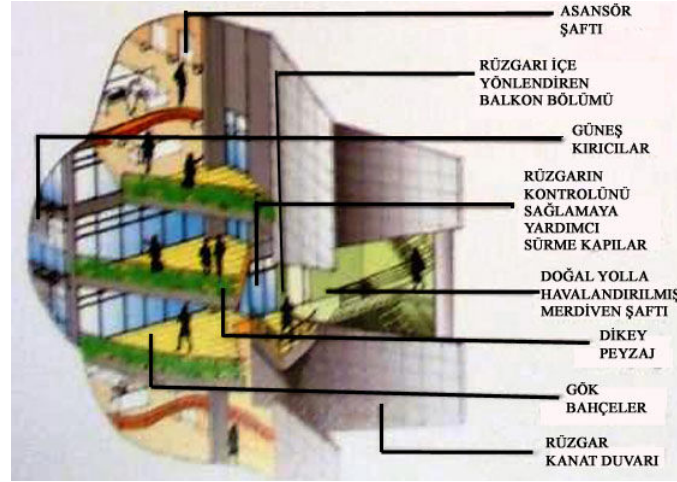 ASANSÖR
ŞAFTI
RÜZGARI İÇE
YÖNLENDİREN
BALKON BÖLÜMÜ
GÜNEŞ
KIRICILAR
RÜZGARIN
KONTROLÜNÜ
SAĞLAMAYA
YARDIMCI
SÜRME KAPILAR
DOĞAL YOLLA
HAVALANDIRILMIŞ
MERDİVEN ŞAFTI
DİKEY
PEYZAJ
GÖK
BAHÇELER
RÜZGAR
KANAT DUVARI